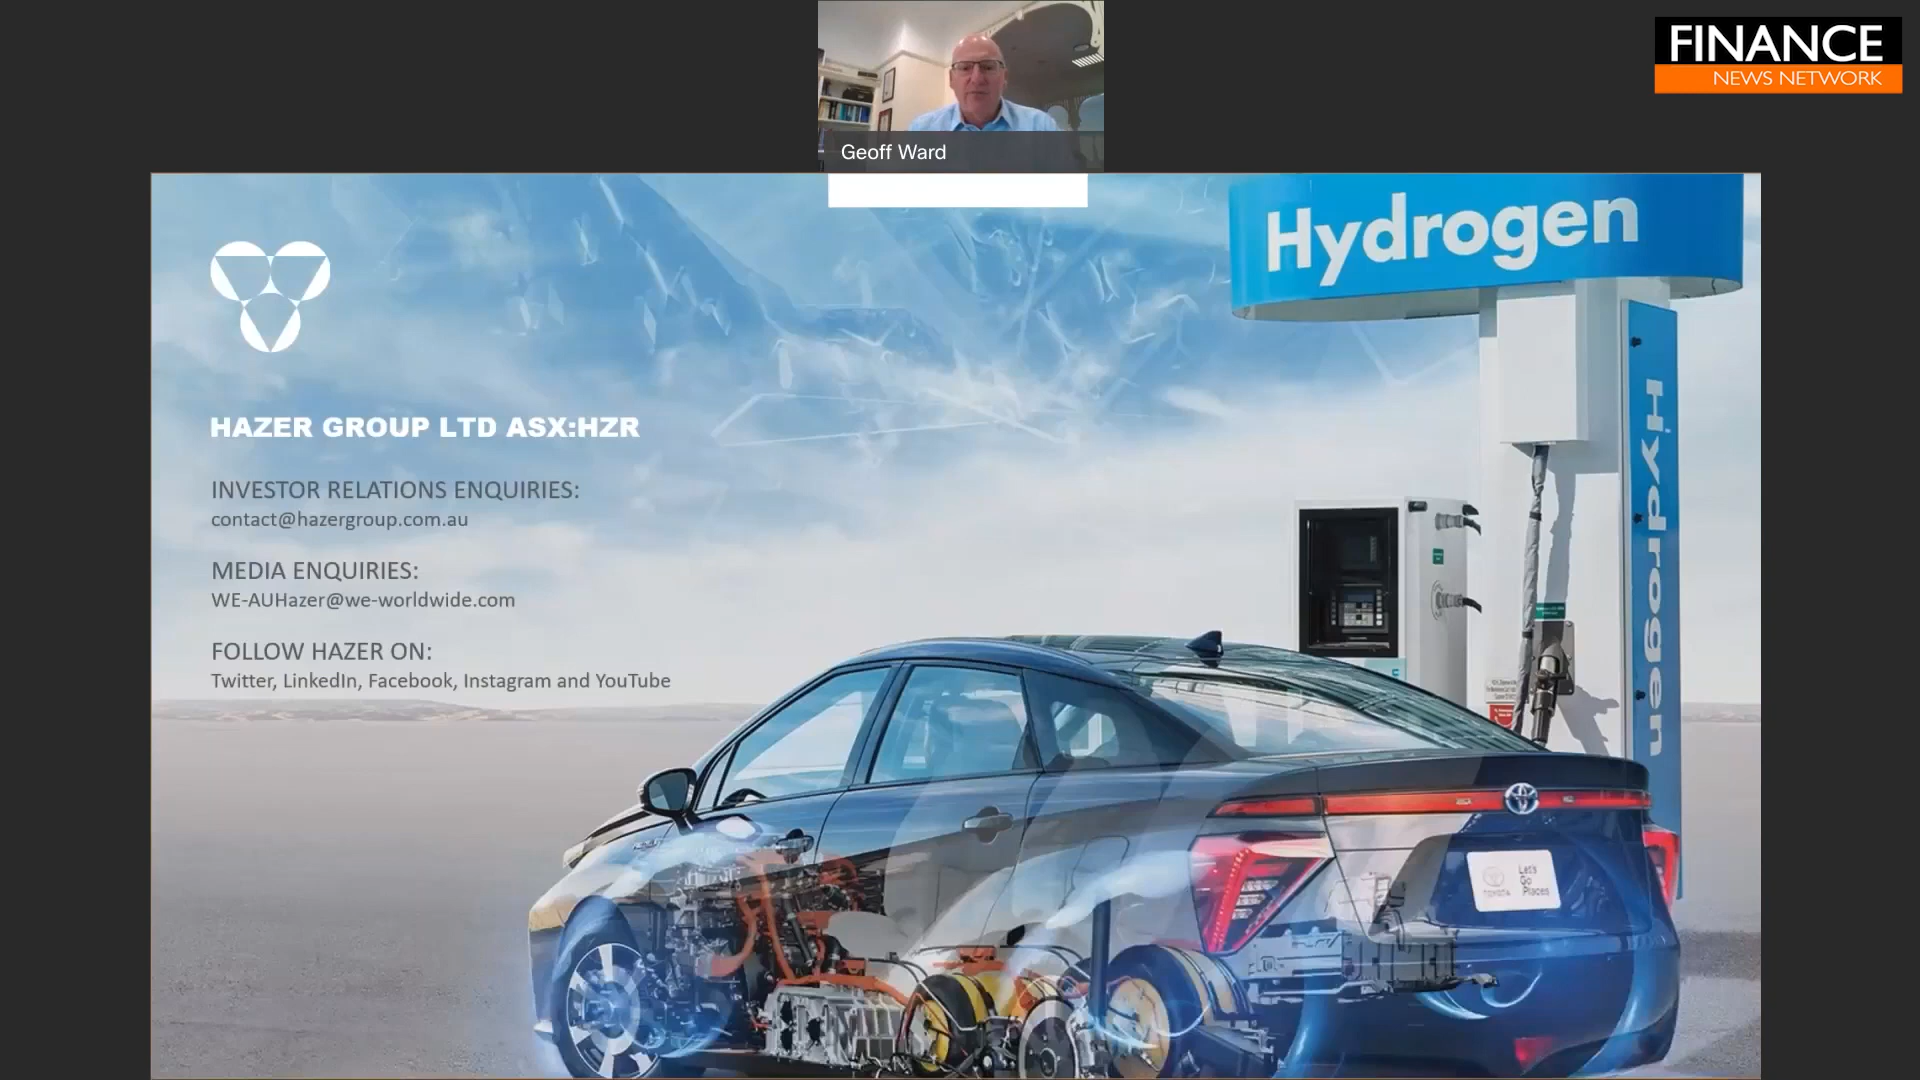 FINANCE
NEWS NETWORK
Geoff Ward
Hydrogen
HAZER GROUP LTD ASX:HZR
INVESTOR RELATIONS ENQUIRIES:
contact@hazergroup.com.au
MEDIA ENQUIRIES:
WE-AUHazer@we-worldwide.com
FOLLOW HAZER ON:
Twitter, LinkedIn, Facebook, Instagram and YouTube
Hydrogen
TOYOTA
Let's
Go
Places